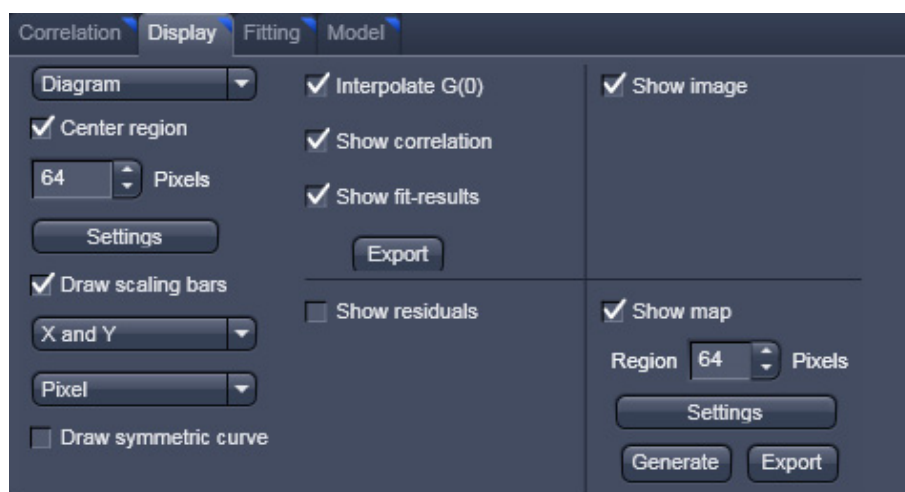 Correlation Display Fitting Model
Diagram
Center region
64 Pixels
Settings
Draw scaling bars
X and Y
Pixel
Draw symmetric curve
Interpolate G(0)
Show correlation
Show fit-results
Export
Show residuals
Show image
Show map
Region 64 Pixels
Settings
Generate Export